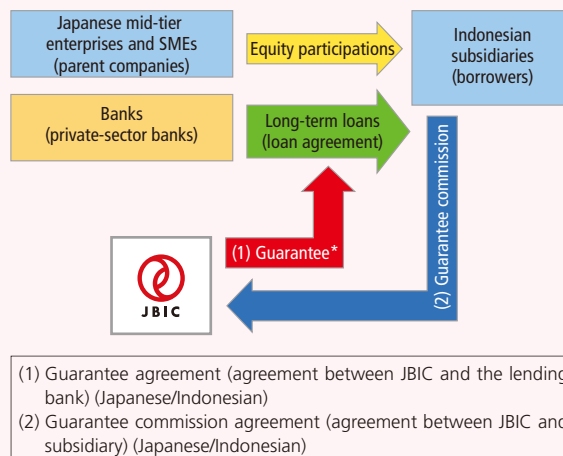 Japanese mid-tier
enterprises and SMEs
(parent companies)
Equity participations
Indonesian
subsidiaries
(borrowers)
Banks
(private-sector banks)
Long-term loans
(loan agreement)
(2) Guarantee commission
(1) Guarantee*
JBIC
(1) Guarantee agreement (agreement between JBIC and the lending
bank) (Japanese/Indonesian)
(2) Guarantee commission agreement (agreement between JBIC and
subsidiary) (Japanese/Indonesian)